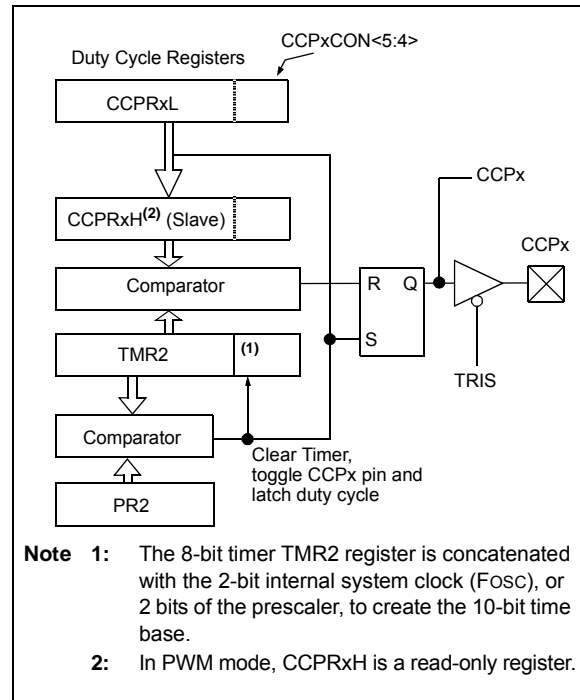 CCPxCON<5:4>
Duty Cycle Registers
CCPRxL
CCPx
CCPRxH(2) (Slave)
CCPx
Comparator
R Q
TMR2 (1)
S
TRIS
Comparator
Clear Timer,
toggle CCPx pin and
latch duty cycle
PR2
Note 1: The 8-bit timer TMR2 register is concatenated
with the 2-bit internal system clock (FOSC), or
2 bits of the prescaler, to create the 10-bit time
base.
2: In PWM mode, CCPRxH is a read-only register.